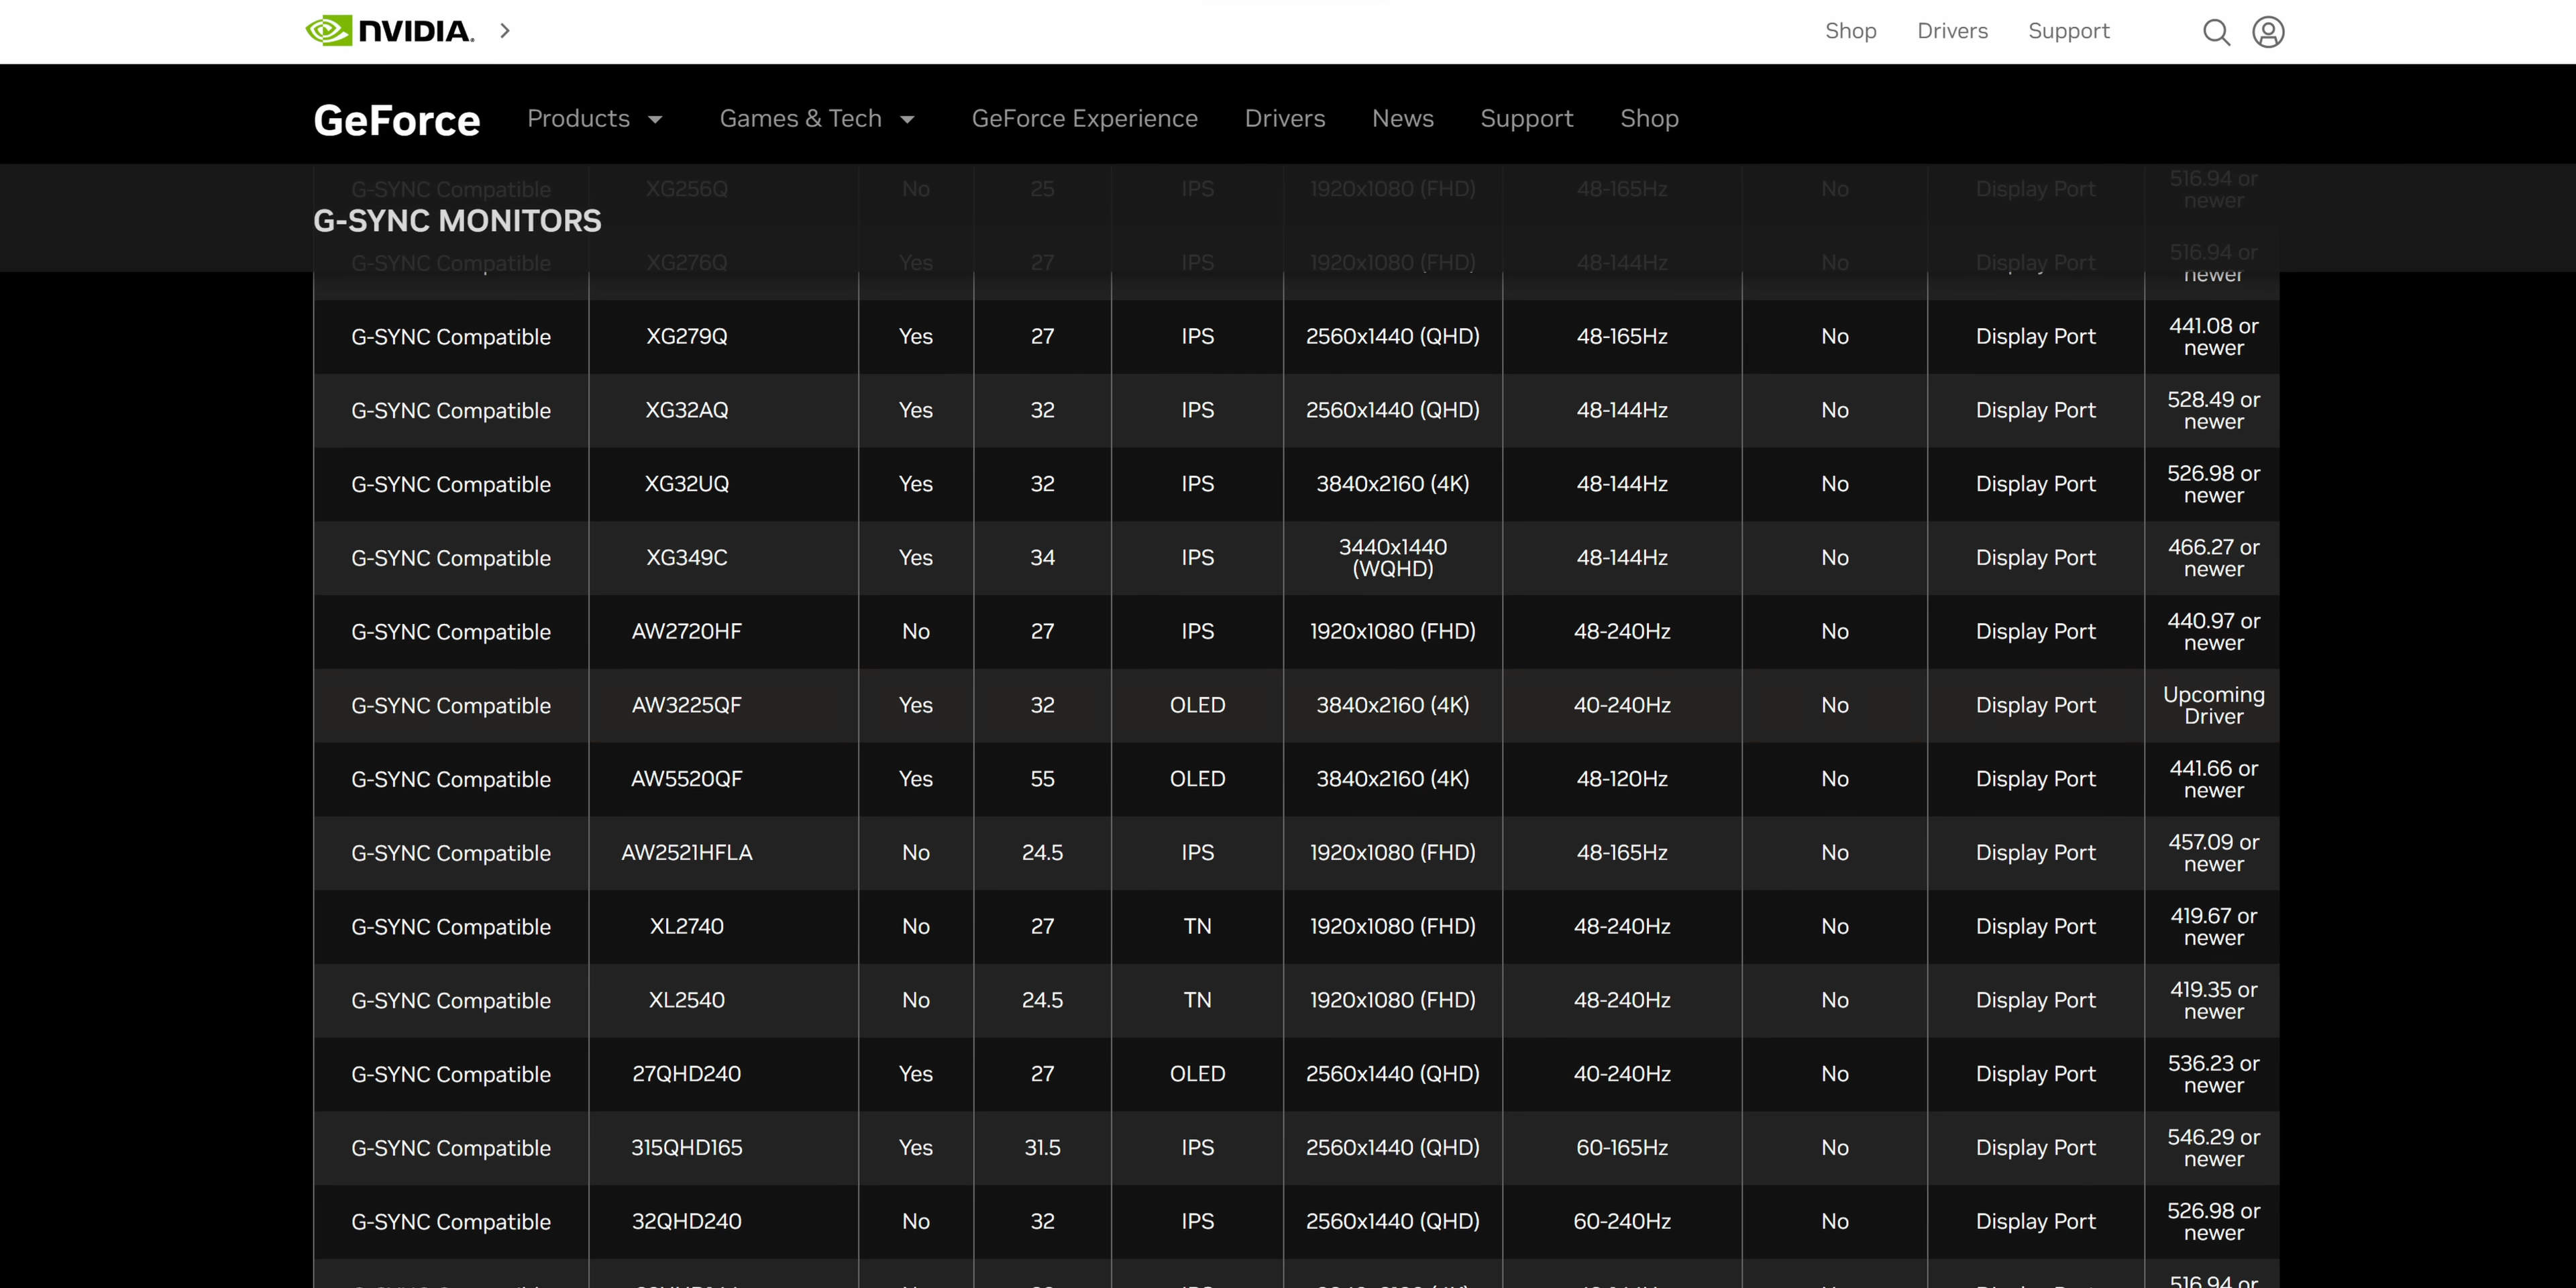 NVIDIA.
Shop Drivers Support
GeForce Products Games & Tech GeForce Experience Drivers News Support Shop
G-SYNC Compatible XG256Q No 25 IPS 1920x1080 (FHD) 48-165Hz No Display Port 516.94 or newer
G-SYNC MONITORS
G-SYNC Compatible XG276Q Yes 27 IPS 1920x1080 (FHD) 48-144Hz No Display Port 516.94 or newer
G-SYNC Compatible XG279Q Yes 27 IPS 2560x1440 (QHD) 48-165Hz No Display Port 441.08 or newer
G-SYNC Compatible XG32AQ Yes 32 IPS 2560x1440 (QHD) 48-144Hz No Display Port 528.49 or newer
G-SYNC Compatible XG32UQ Yes 32 IPS 3840x2160 (4K) 48-144Hz No Display Port 526.98 or newer
G-SYNC Compatible XG349C Yes 34 IPS 3440x1440 (WQHD) 48-144Hz No Display Port 466.27 or newer
G-SYNC Compatible AW2720HF No 27 IPS 1920x1080 (FHD) 48-240Hz No Display Port 440.97 or newer
G-SYNC Compatible AW3225QF Yes 32 OLED 3840x2160 (4K) 40-240Hz No Display Port Upcoming Driver
G-SYNC Compatible AW5520QF Yes 55 OLED 3840x2160 (4K) 48-120Hz No Display Port 441.66 or newer
G-SYNC Compatible AW2521HFLA No 24.5 IPS 1920x1080 (FHD) 48-165Hz No Display Port 457.09 or newer
G-SYNC Compatible XL2740 No 27 TN 1920x1080 (FHD) 48-240Hz No Display Port 419.67 or newer
G-SYNC Compatible XL2540 No 24.5 TN 1920x1080 (FHD) 48-240Hz No Display Port 419.35 or newer
G-SYNC Compatible 27QHD240 Yes 27 OLED 2560x1440 (QHD) 40-240Hz No Display Port 536.23 or newer
G-SYNC Compatible 315QHD165 Yes 31.5 IPS 2560x1440 (QHD) 60-165Hz No Display Port 546.29 or newer
G-SYNC Compatible 32QHD240 No 32 IPS 2560x1440 (QHD) 60-240Hz No Display Port 526.98 or newer
516.94 or